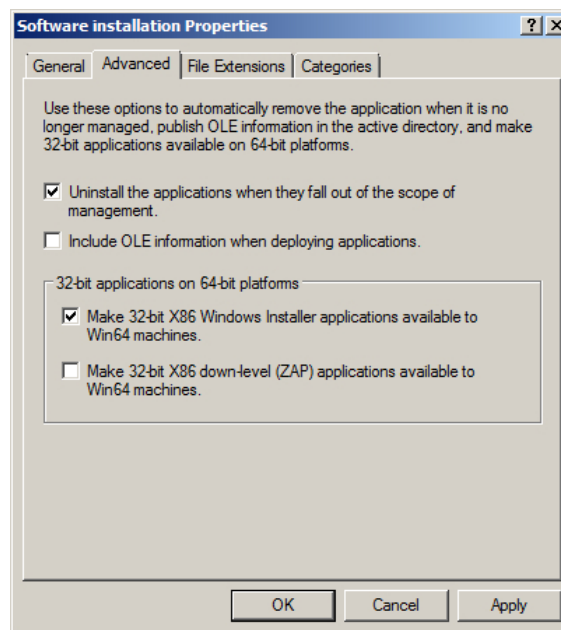 Software installation Properties
General Advanced File Extensions Categories
Use these options to automatically remove the application when it is no
longer managed, publish OLE information in the active directory, and make
32-bit applications available on 64-bit platforms.
Uninstall the applications when they fall out of the scope of
management.
Include OLE information when deploying applications.
32-bit applications on 64-bit platforms
Make 32-bit X86 Windows Installer applications available to
Win64 machines.
Make 32-bit X86 down-level (ZAP) applications available to
Win64 machines.
OK Cancel Apply